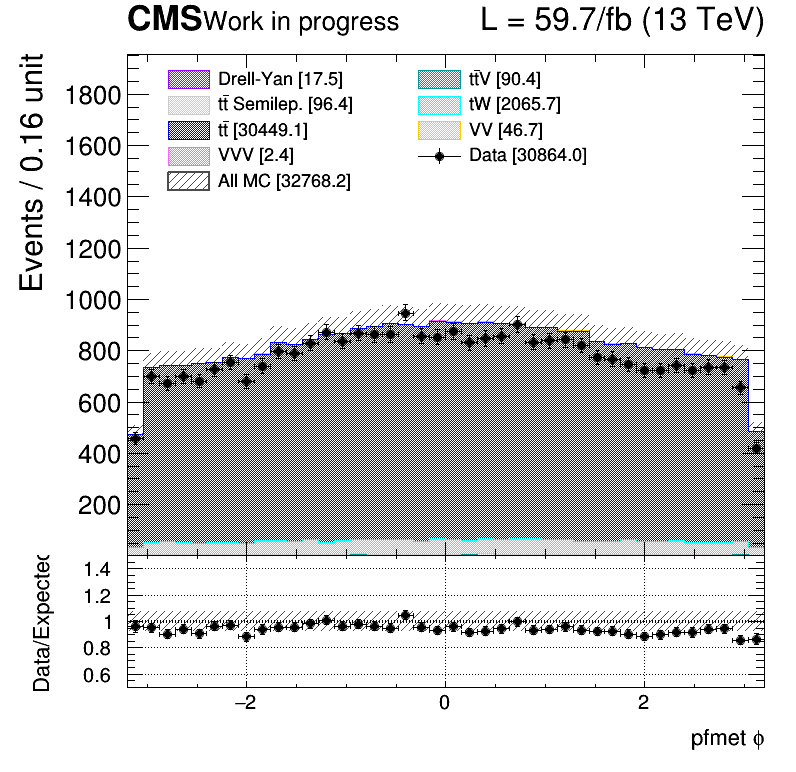 CMS Work in progress L = 59.7/fb (13 TeV)
Events / 0.16 unit
Drell-Yan [17.5]
tt̄ Semilep. [96.4]
tt̄ [30449.1]
VVV [2.4]
All MC [32768.2]
tt̄V [90.4]
tW [2065.7]
VV [46.7]
Data [30864.0]
1800
1600
1400
1200
1000
800
600
400
200
Data/Expected
1.4
1.2
1
0.8
0.6
−2 0 2
pfmet ϕ